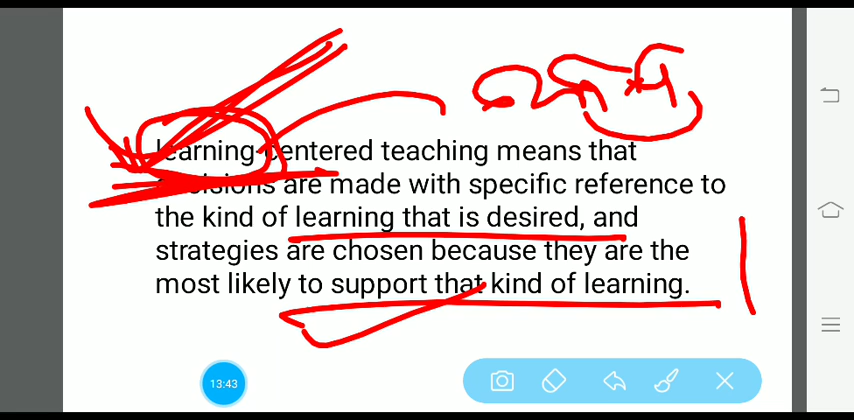 learning-centered teaching means that
decisions are made with specific reference to
the kind of learning that is desired, and
strategies are chosen because they are the
most likely to support that kind of learning.
13:43